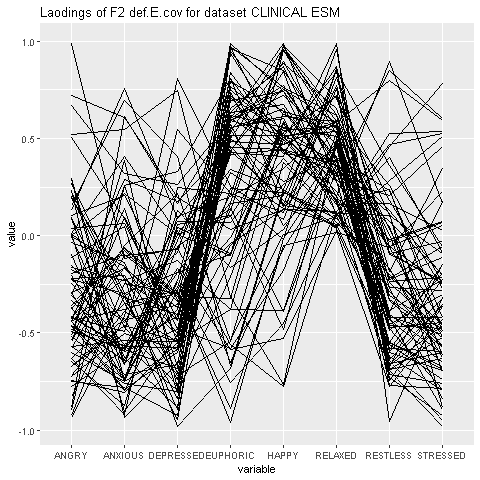 Laodings of F2 def.E.cov for dataset CLINICAL ESM
1.0
0.5
0.0
-0.5
-1.0
value
ANGRY ANXIOUS DEPRESSEDEUPHORIC HAPPY RELAXED RESTLESS STRESSED
variable